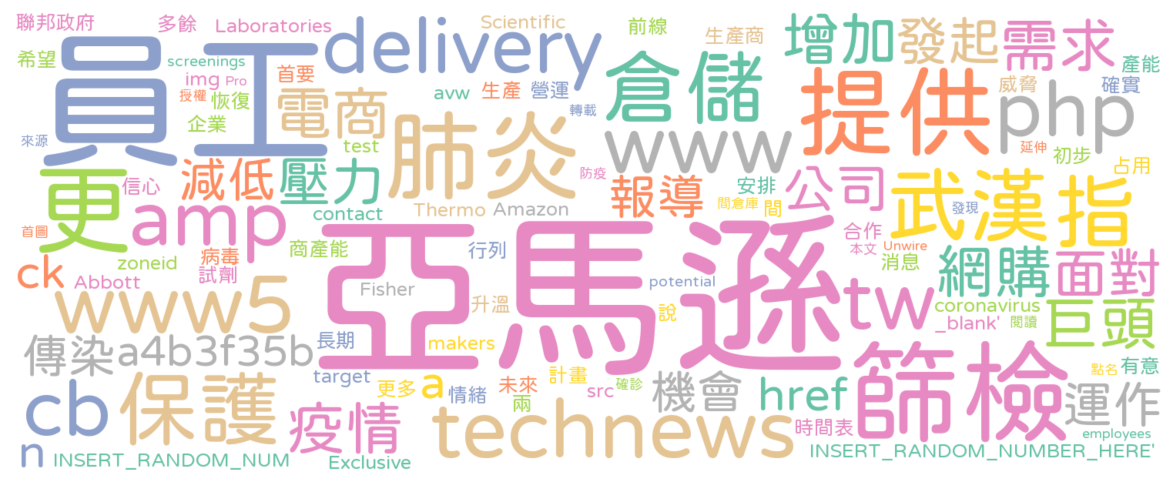 聯邦政府
多餘
Laboratories
delivery
Scientific
前線
增加
發起
需求
希望
員工
screenings
img
Pro
首要
生產商
產能
授權
恢復
電商
avw
生產
營運
倉儲
提供
威脅
確實
php
企業
轉載
來源
test
肺炎
www
延伸
初步
更
信心
減低
壓力
防疫
報導
安排
公司
武漢
指
占用
amp
contact
Thermo
Amazon
間倉庫
間
發現
首圖
病毒
商產能
行列
亞馬遜
合作
本文
Unwire
網購
面對
ck
zoneid
試劑
消息
Abbott
Fisher
potential
www5
升溫
說
tw
coronavirus
_blank'
閱讀
巨頭
傳染
a4b3f35b
長期
makers
篩檢
點名
有意
cb
保護
target
更多
a
情緒
計畫
未來
兩
src
確診
機會
href
運作
疫情
technews
時間表
employees
n
INSERT_RANDOM_NUM
Exclusive
INSERT_RANDOM_NUMBER_HERE'